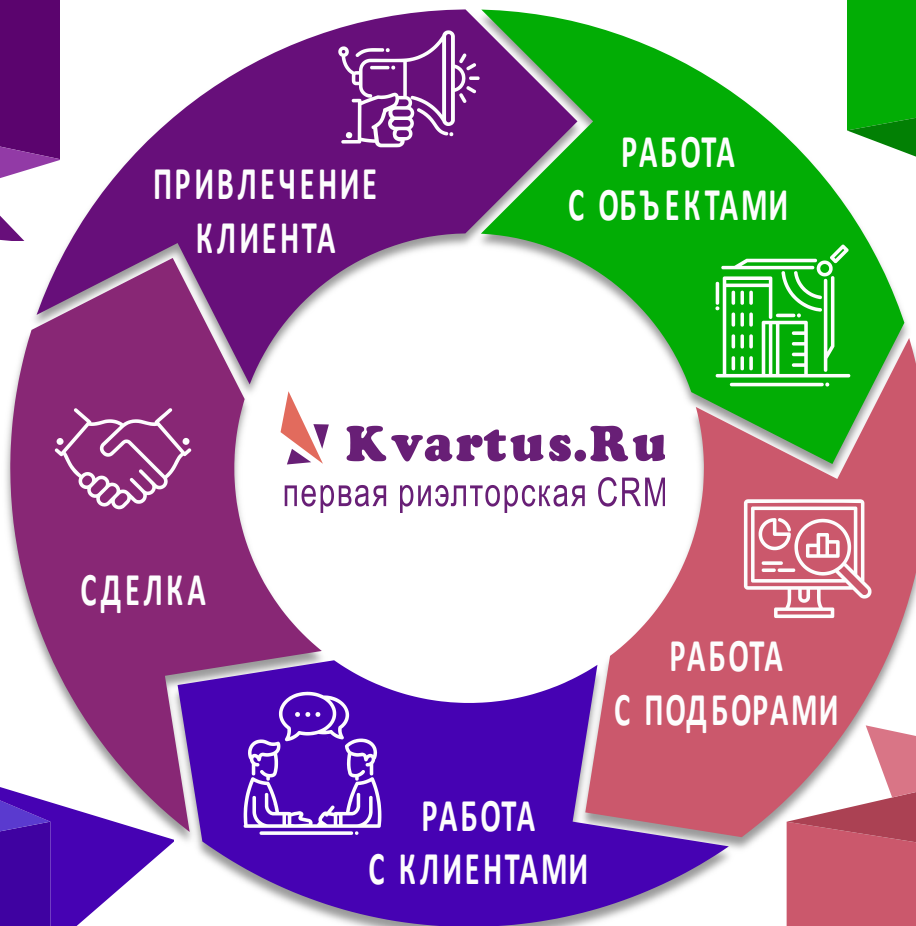 ПРИВЛЕЧЕНИЕ
КЛИЕНТА
РАБОТА
С ОБЪЕКТАМИ
Kvartus.Ru
первая риэлторская CRM
СДЕЛКА
РАБОТА
С ПОДБОРАМИ
РАБОТА
С КЛИЕНТАМИ